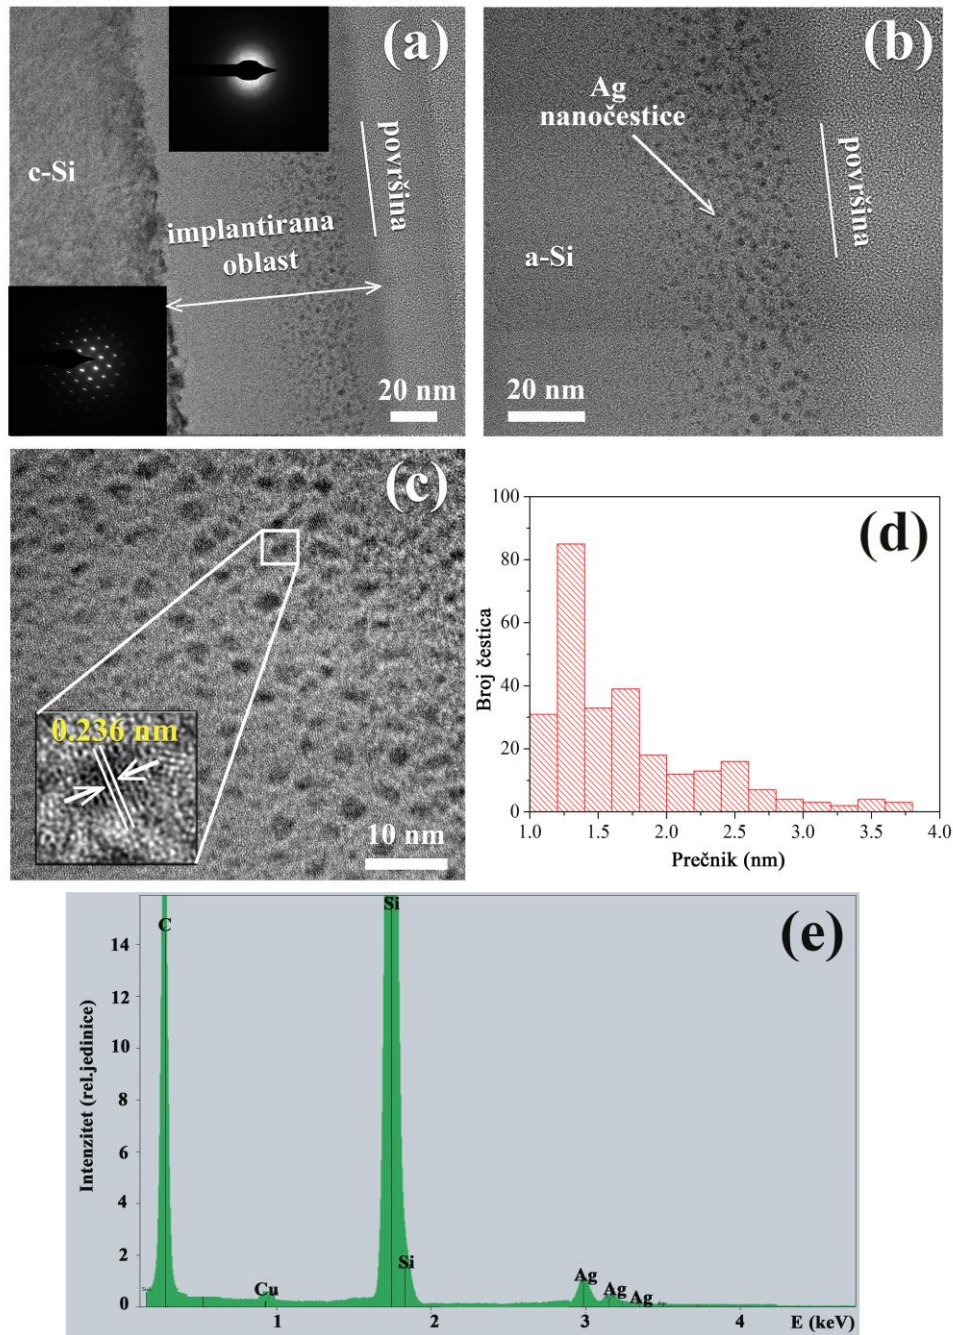 (a)
c-Si
površina
implantirana
oblast
20 nm
(b)
Ag
nanočestice
površina
a-Si
20 nm
(c)
0.236 nm
10 nm
(d)
100
80
60
40
20
0
1.0 1.5 2.0 2.5 3.0 3.5 4.0
Broj čestica
Prečnik (nm)
(e)
C
Si
14
12
10
8
6
4
2
0
Intenzitet (rel.jedinice)
Si
Cu
Ag
Ag
Ag
1 2 3 4 E (keV)